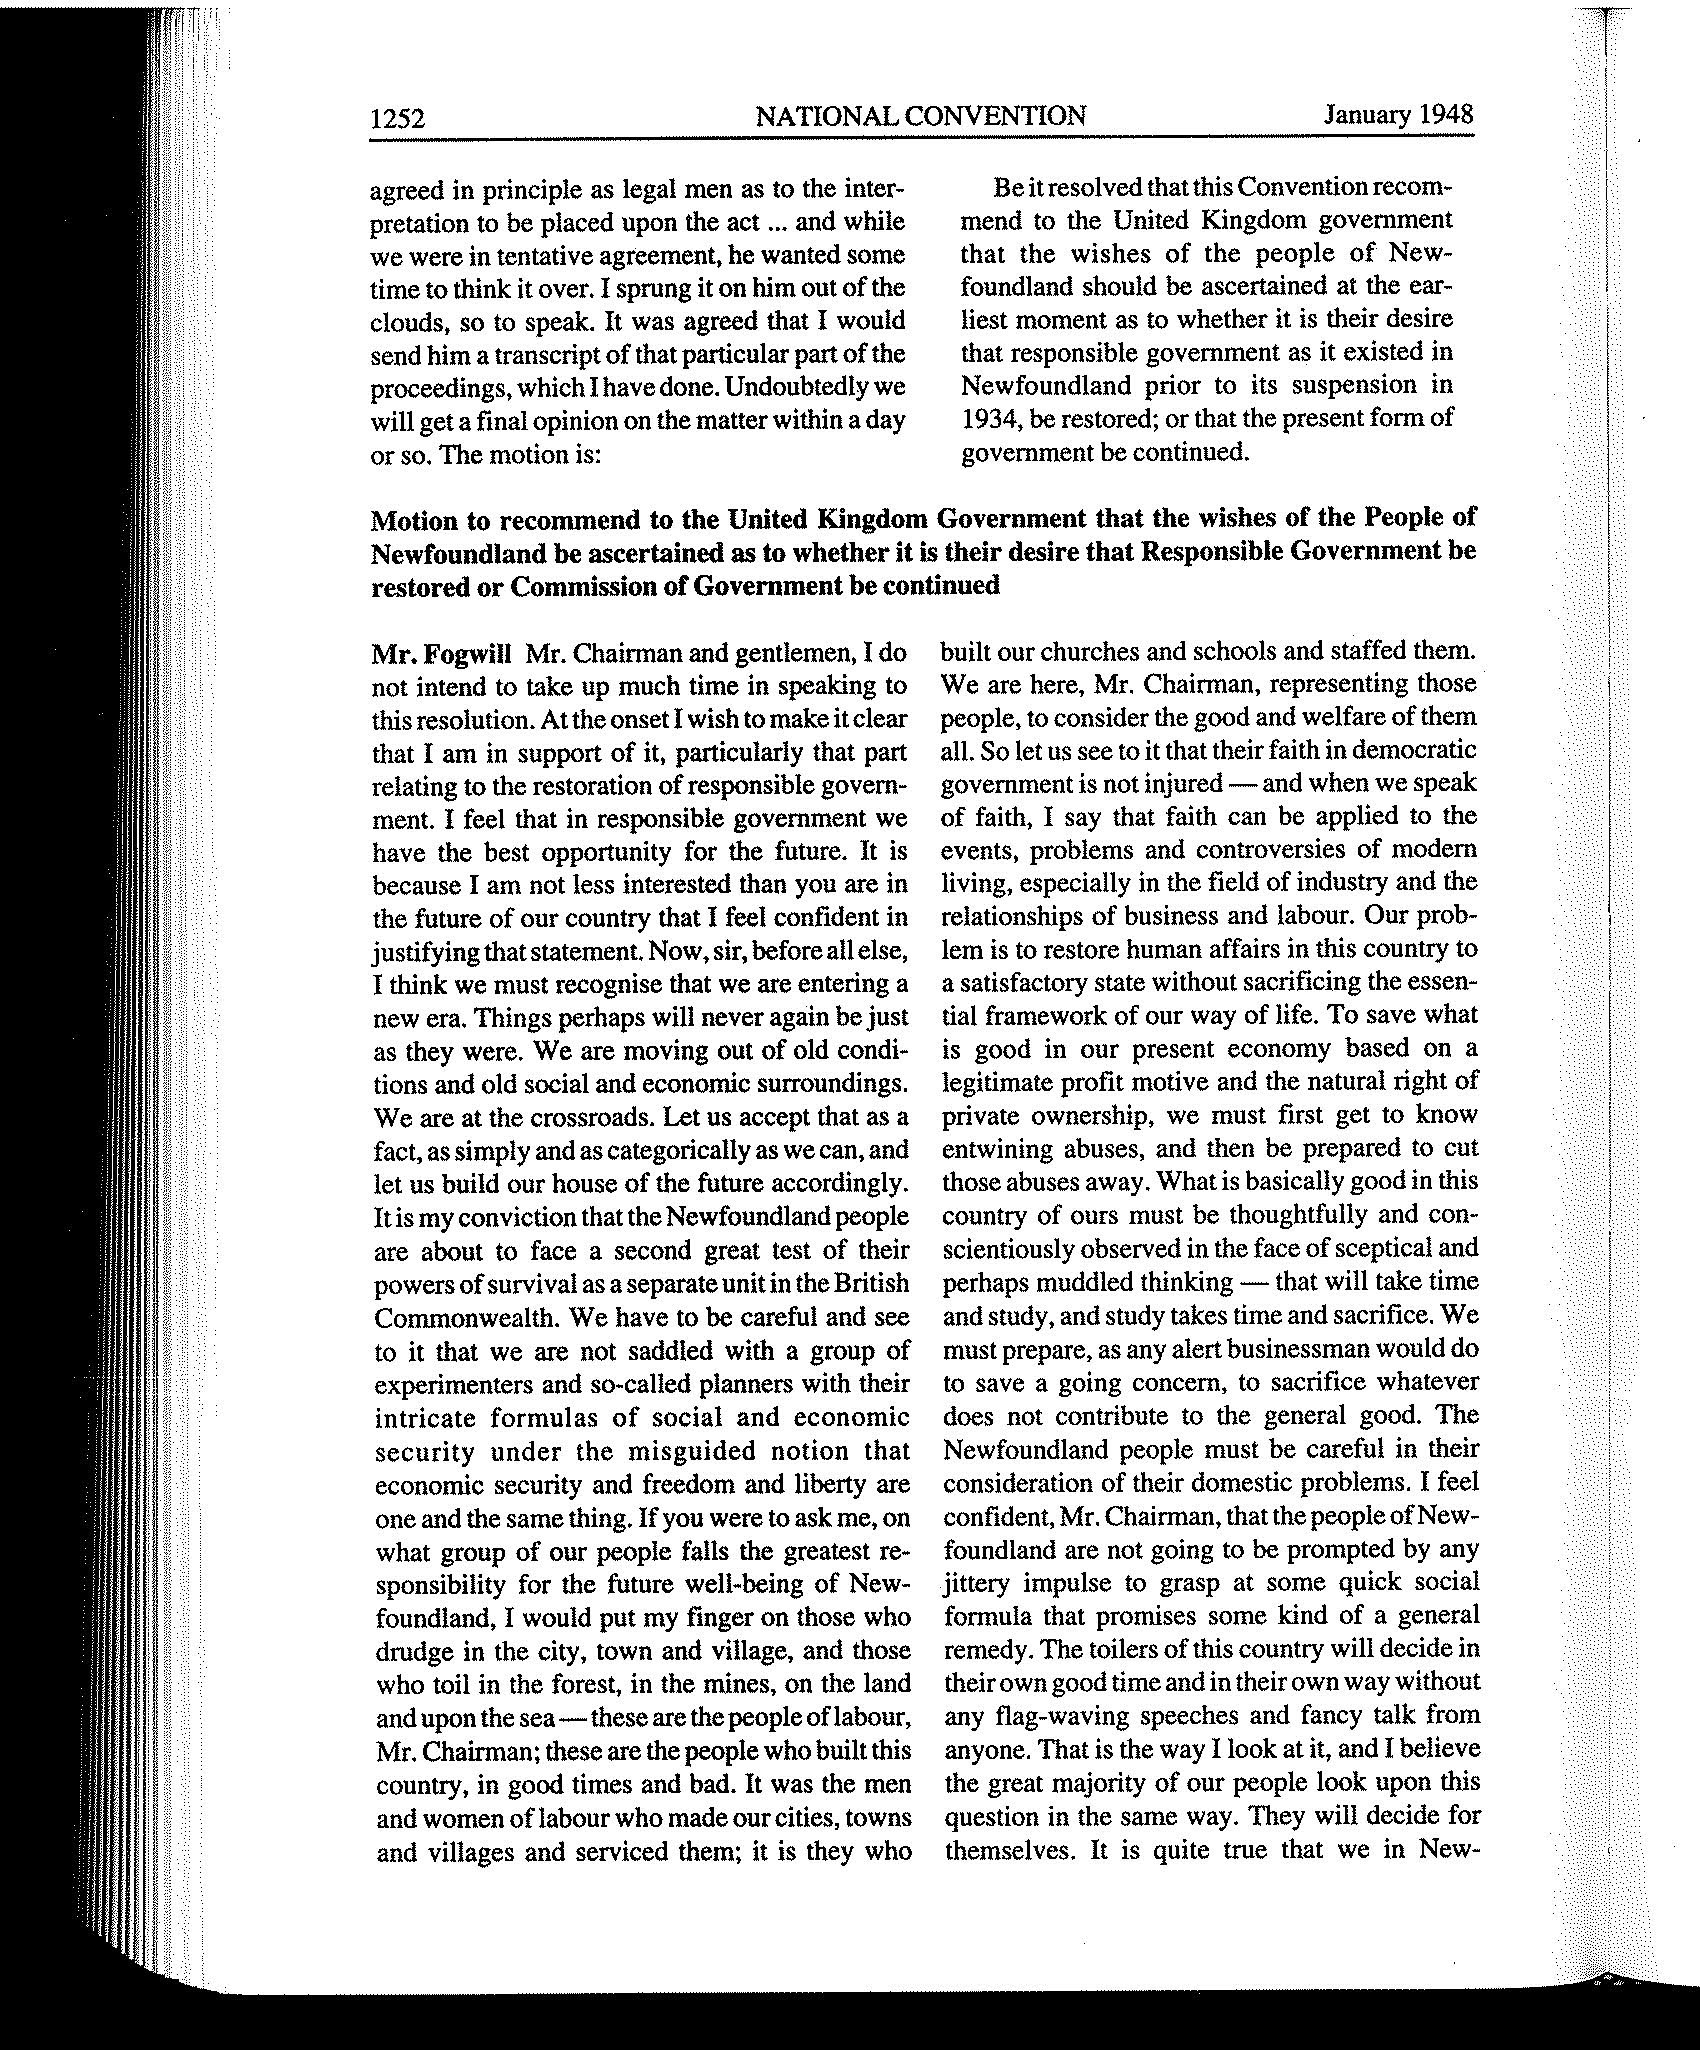 1252 NATIONAL CONVENTION January 1948
agreed in principle as legal men as to the inter-
pretation to be placed upon the act ... and while
we were in tentative agreement, he wanted some
time to think it over. I sprung it on him out of the
clouds, so to speak. It was agreed that I would
send him a transcript of that particular part of the
proceedings, which I have done. Undoubtedly we
will get a final opinion on the matter within a day
or so. The motion is:
Be it resolved that this Convention recom-
mend to the United Kingdom government
that the wishes of the people of New-
foundland should be ascertained at the ear-
liest moment as to whether it is their desire
that responsible government as it existed in
Newfoundland prior to its suspension in
1934, be restored; or that the present form of
government be continued.
Motion to recommend to the United Kingdom Government that the wishes of the People of
Newfoundland be ascertained as to whether it is their desire that Responsible Government be
restored or Commission of Government be continued
Mr. Fogwill Mr. Chairman and gentlemen, I do
not intend to take up much time in speaking to
this resolution. At the onset I wish to make it clear
that I am in support of it, particularly that part
relating to the restoration of responsible govern-
ment. I feel that in responsible government we
have the best opportunity for the future. It is
because I am not less interested than you are in
the future of our country that I feel confident in
justifying that statement. Now, sir, before all else,
I think we must recognise that we are entering a
new era. Things perhaps will never again be just
as they were. We are moving out of old condi-
tions and old social and economic surroundings.
We are at the crossroads. Let us accept that as a
fact, as simply and as categorically as we can, and
let us build our house of the future accordingly.
It is my conviction that the Newfoundland people
are about to face a second great test of their
powers of survival as a separate unit in the British
Commonwealth. We have to be careful and see
to it that we are not saddled with a group of
experimenters and so-called planners with their
intricate formulas of social and economic
security under the misguided notion that
economic security and freedom and liberty are
one and the same thing. If you were to ask me, on
what group of our people falls the greatest re-
sponsibility for the future well-being of New-
foundland, I would put my finger on those who
drudge in the city, town and village, and those
who toil in the forest, in the mines, on the land
and upon the sea — these are the people of labour,
Mr. Chairman; these are the people who built this
country, in good times and bad. It was the men
and women of labour who made our cities, towns
and villages and serviced them; it is they who
built our churches and schools and staffed them.
We are here, Mr. Chairman, representing those
people, to consider the good and welfare of them
all. So let us see to it that their faith in democratic
government is not injured — and when we speak
of faith, I say that faith can be applied to the
events, problems and controversies of modern
living, especially in the field of industry and the
relationships of business and labour. Our prob-
lem is to restore human affairs in this country to
a satisfactory state without sacrificing the essen-
tial framework of our way of life. To save what
is good in our present economy based on a
legitimate profit motive and the natural right of
private ownership, we must first get to know
entwining abuses, and then be prepared to cut
those abuses away. What is basically good in this
country of ours must be thoughtfully and con-
scientiously observed in the face of sceptical and
perhaps muddled thinking — that will take time
and study, and study takes time and sacrifice. We
must prepare, as any alert businessman would do
to save a going concern, to sacrifice whatever
does not contribute to the general good. The
Newfoundland people must be careful in their
consideration of their domestic problems. I feel
confident, Mr. Chairman, that the people of New-
foundland are not going to be prompted by any
jittery impulse to grasp at some quick social
formula that promises some kind of a general
remedy. The toilers of this country will decide in
their own good time and in their own way without
any flag-waving speeches and fancy talk from
anyone. That is the way I look at it, and I believe
the great majority of our people look upon this
question in the same way. They will decide for
themselves. It is quite true that we in New-